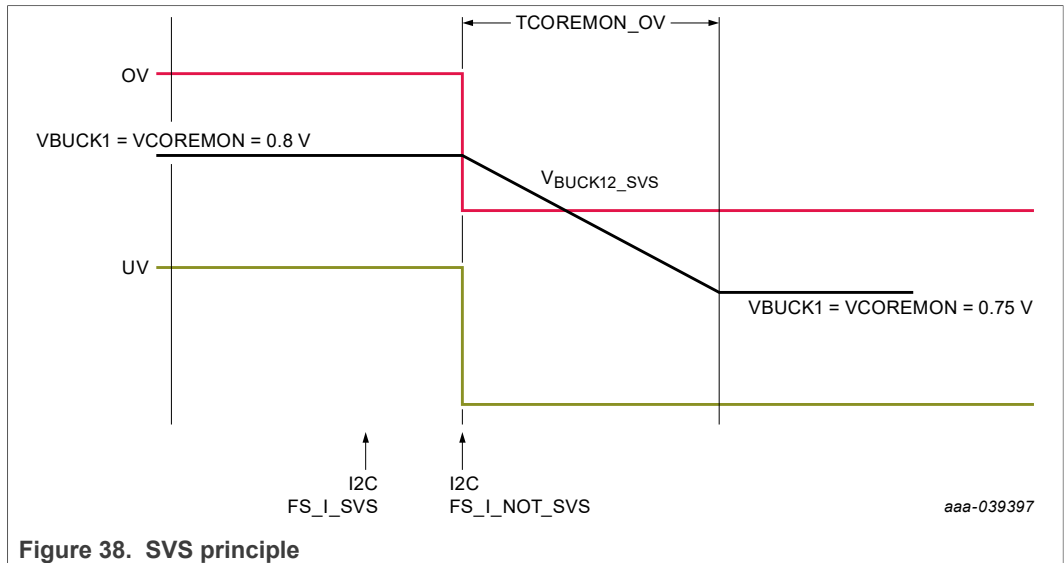 TCOREMON_OV
OV
VBUCK1 = VCOREMON = 0.8 V
VBUCK12_SVS
UV
VBUCK1 = VCOREMON = 0.75 V
I2C
FS_I_SVS
I2C
FS_I_NOT_SVS
aaa-039397
Figure 38. SVS principle